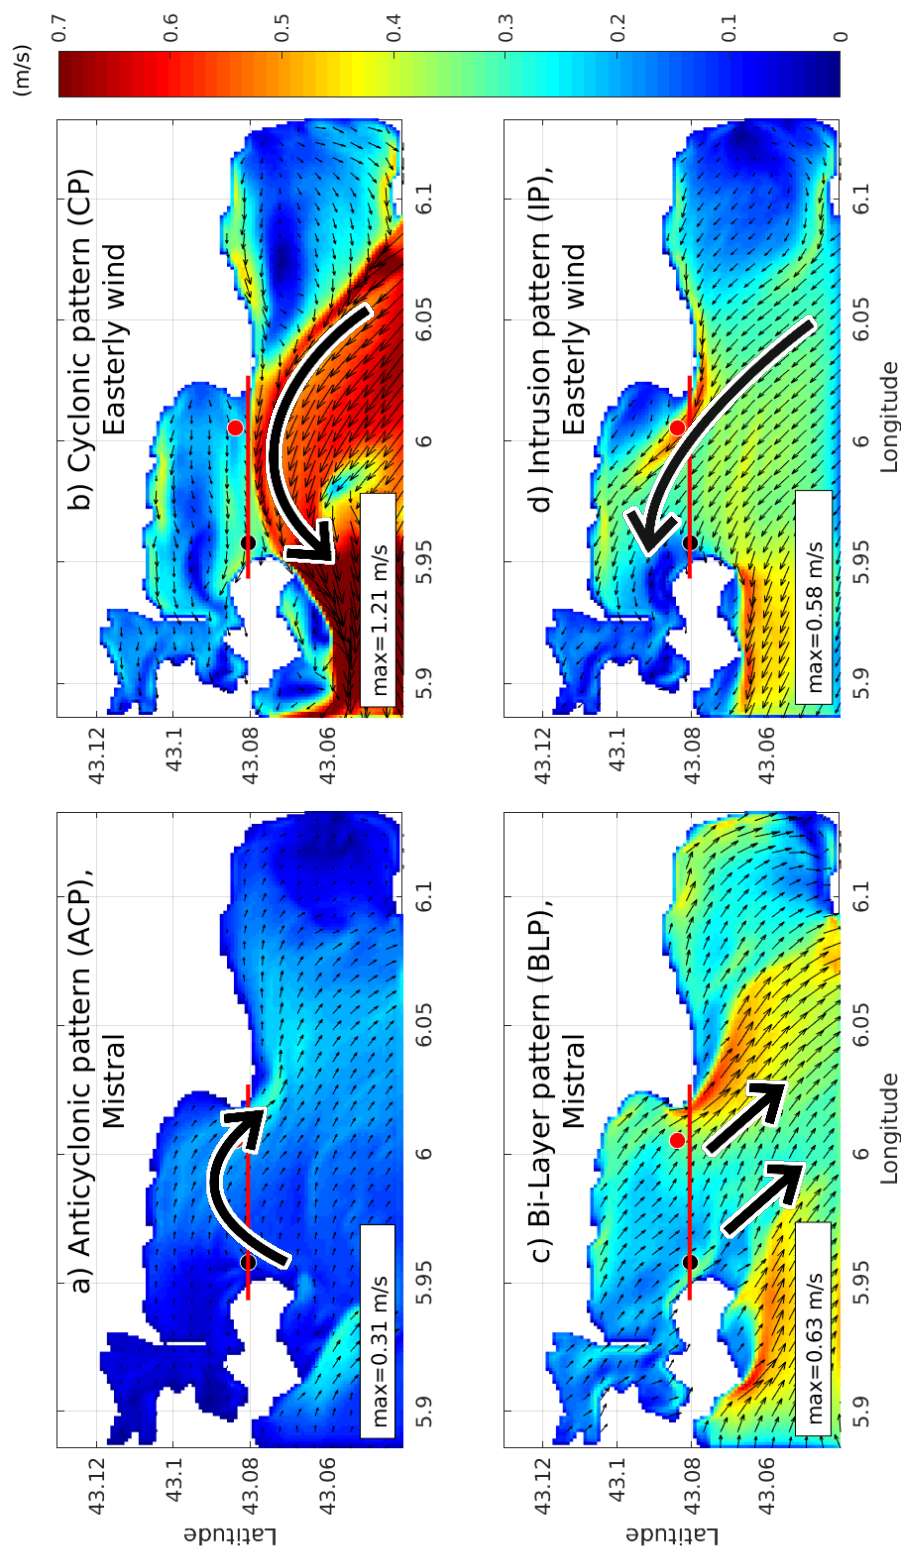 a) Anticyclonic pattern (ACP),
Mistral
43.12
43.1
43.08
43.06
Latitude
5.9
5.95
6
6.05
6.1
max=0.31 m/s
b) Cyclonic pattern (CP)
Easterly wind
43.12
43.1
43.08
43.06
5.9
5.95
6
6.05
6.1
max=1.21 m/s
(m/s)
0.7
0.6
0.5
0.4
0.3
0.2
0.1
0
c) Bi-Layer pattern (BLP),
Mistral
43.12
43.1
43.08
43.06
Latitude
5.9
5.95
6
6.05
6.1
Longitude
max=0.63 m/s
d) Intrusion pattern (IP),
Easterly wind
43.12
43.1
43.08
43.06
5.9
5.95
6
6.05
6.1
Longitude
max=0.58 m/s